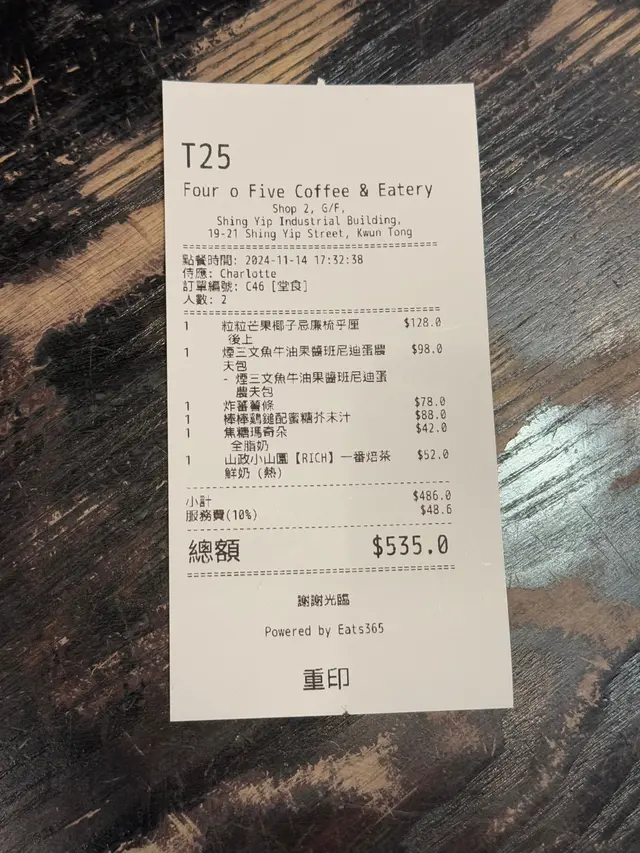 T25
Four o Five Coffee & Eatery
Shop 2, G/F,
Shing Yip Industrial Building,
19-21 Shing Yip Street, Kwun Tong
點餐時間: 2024-11-14 17:32:38
侍應: Charlotte
訂單編號: C46 [堂食]
人數: 2
1 粒粒芒果椰子忌廉梳乎厘 $128.0
後上
1 煙三文魚牛油果醬班尼迪蛋農 $98.0
夫包
- 煙三文魚牛油果醬班尼迪蛋
農夫包
1 炸蕃薯條 $78.0
1 棒棒鷄鎚配蜜糖芥末汁 $88.0
1 焦糖瑪奇朵 $42.0
全脂奶
1 山政小山園【RICH】一番焙茶 $52.0
鮮奶 (熱)
小計 $486.0
服務費(10%) $48.6
總額 $535.0
謝謝光臨
Powered by Eats365
重印